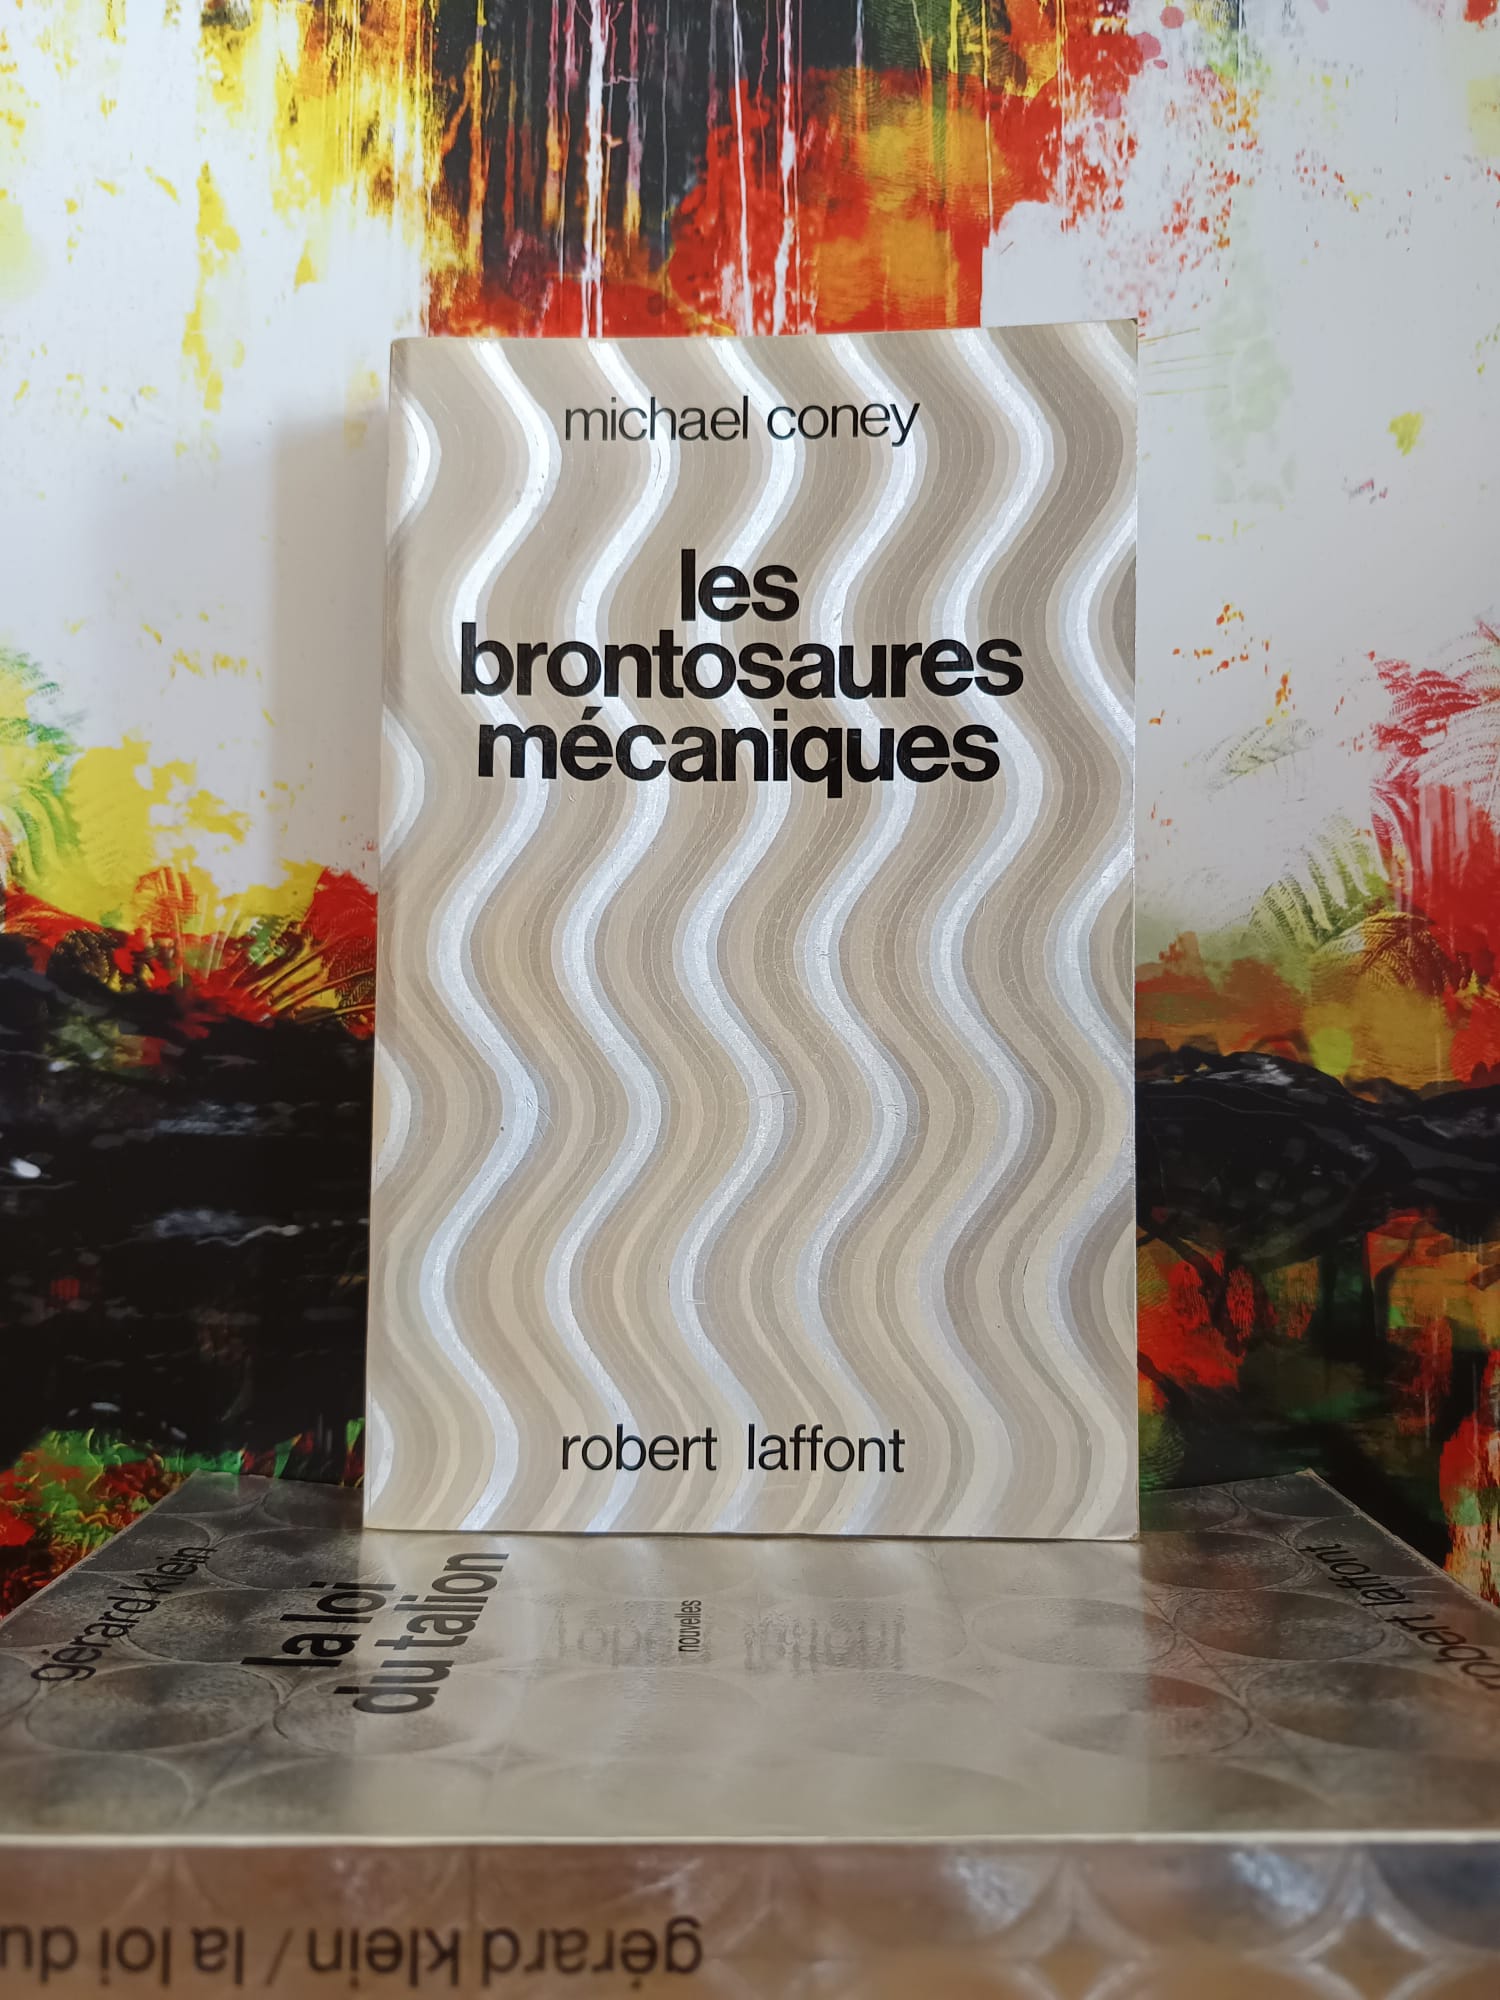 michael coney
les
brontosaures
mécaniques
robert laffont
gérard klein
la loi
du talion
nouvelles
robert laffont
gérard klein / la loi du